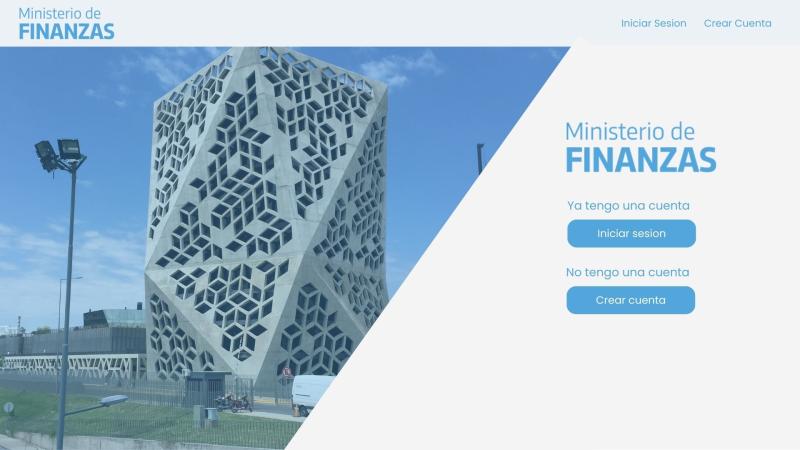 Ministerio de
FINANZAS
Iniciar Sesion
Crear Cuenta
Ministerio de
FINANZAS
Ya tengo una cuenta
Iniciar sesion
No tengo una cuenta
Crear cuenta